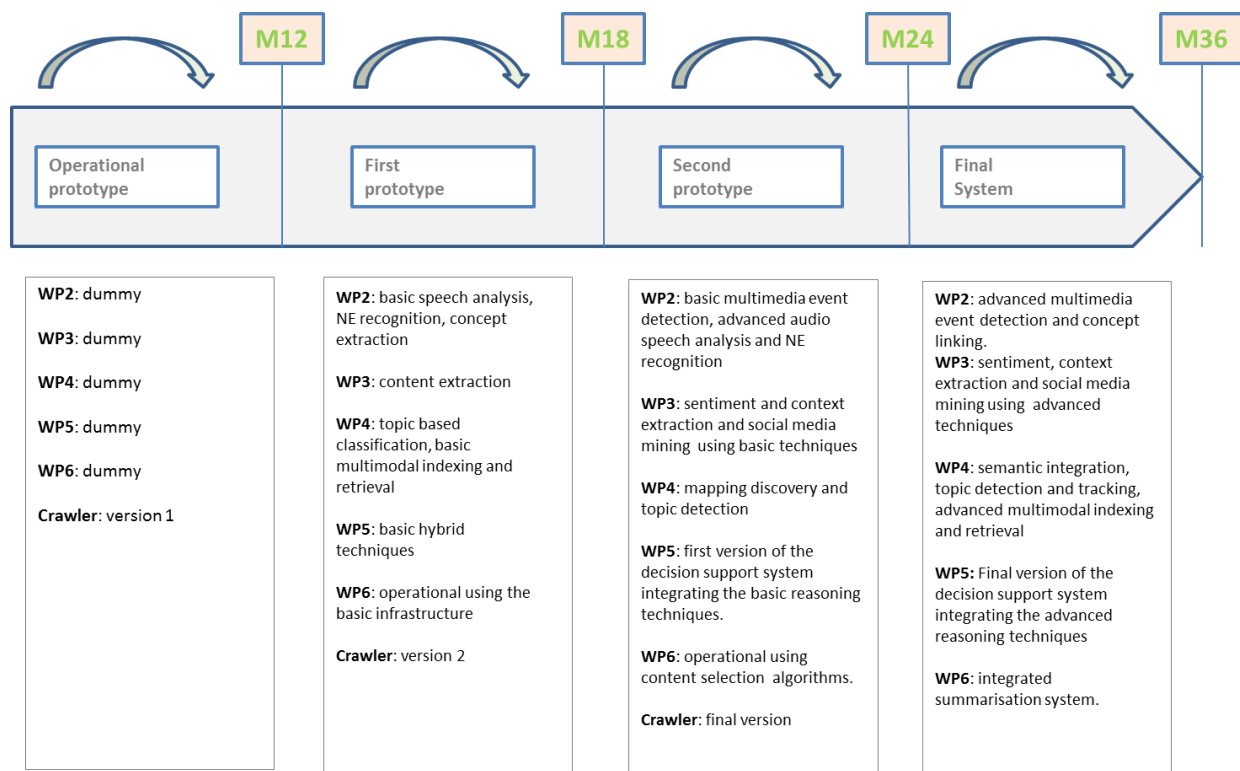 M12
M18
M24
M36
Operational
prototype
First
prototype
Second
prototype
Final
System
WP2: dummy
WP3: dummy
WP4: dummy
WP5: dummy
WP6: dummy
Crawler: version 1
WP2: basic speech analysis,
NE recognition, concept
extraction
WP3: content extraction
WP4: topic based
classification, basic
multimodal indexing and
retrieval
WP5: basic hybrid
techniques
WP6: operational using the
basic infrastructure
Crawler: version 2
WP2: basic multimedia event
detection, advanced audio
speech analysis and NE
recognition
WP3: sentiment and context
extraction and social media
mining using basic techniques
WP4: mapping discovery and
topic detection
WP5: first version of the
decision support system
integrating the basic reasoning
techniques.
WP6: operational using
content selection algorithms.
Crawler: final version
WP2: advanced multimedia
event detection and concept
linking.
WP3: sentiment, context
extraction and social media
mining using advanced
techniques
WP4: semantic integration,
topic detection and tracking,
advanced multimodal indexing
and retrieval
WP5: Final version of the
decision support system
integrating the advanced
reasoning techniques
WP6: integrated
summarisation system.